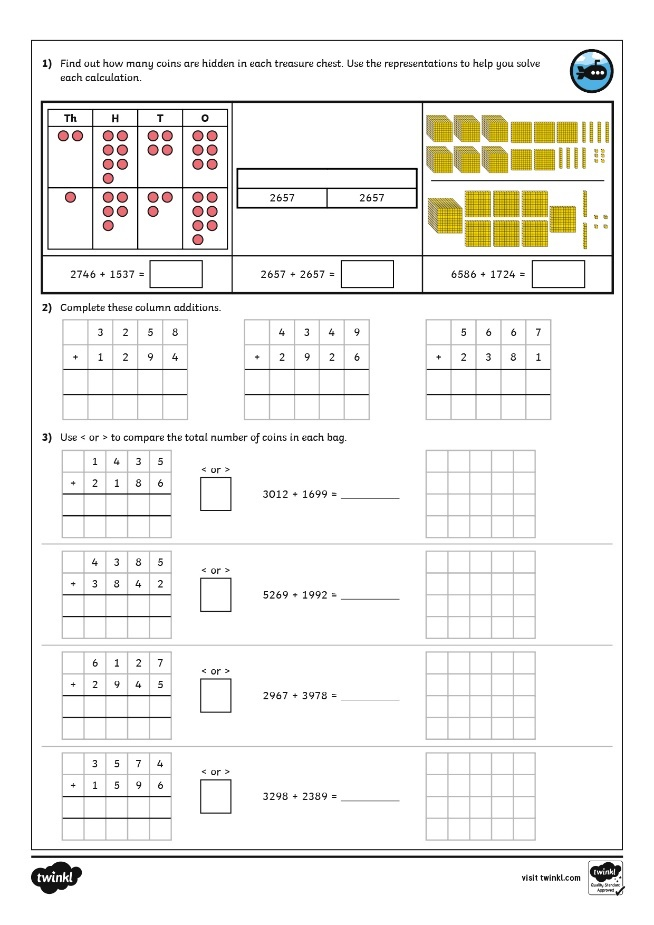 1) Find out how many coins are hidden in each treasure chest. Use the representations to help you solve
each calculation.
Th H T O
2657 2657
2746 + 1537 =
2657 + 2657 =
6586 + 1724 =
2) Complete these column additions.
3 2 5 8
+ 1 2 9 4
4 3 4 9
+ 2 9 2 6
5 6 6 7
+ 2 3 8 1
3) Use < or > to compare the total number of coins in each bag.
1 4 3 5
+ 2 1 8 6
< or >
3012 + 1699 = ________
4 3 8 5
+ 3 8 4 2
< or >
5269 + 1992 = ________
6 1 2 7
+ 2 9 4 5
< or >
2967 + 3978 = ________
3 5 7 4
+ 1 5 9 6
< or >
3298 + 2389 = ________
twinkl
visit twinkl.com
twinkl
Quality Standard
Approved